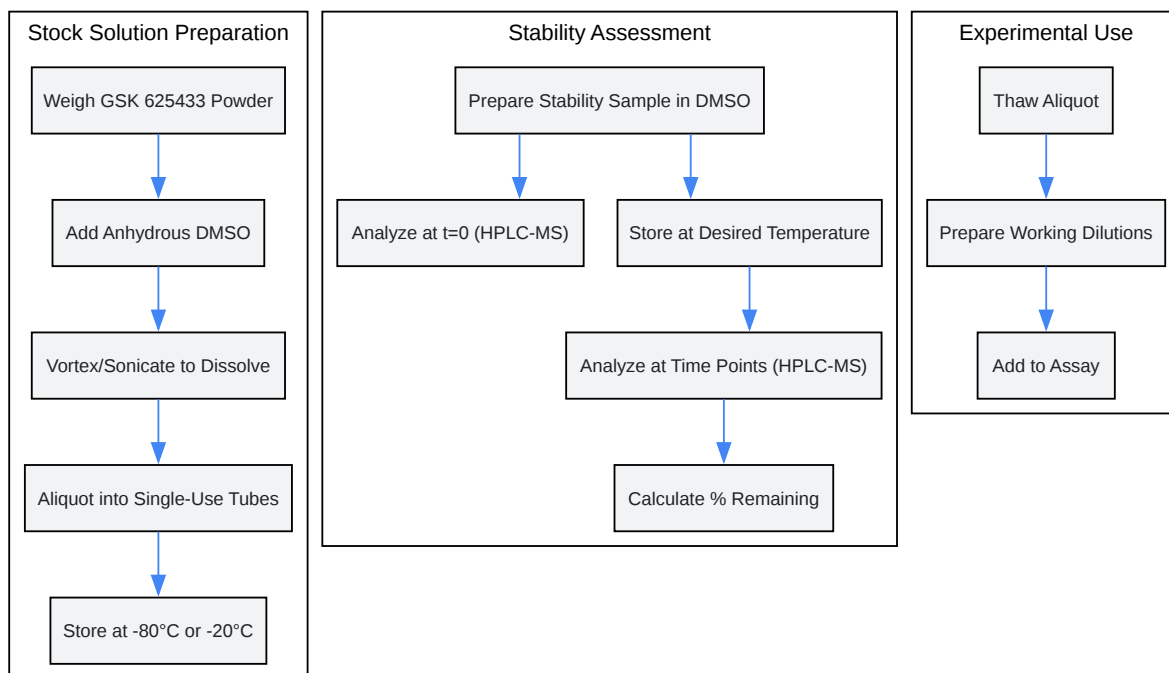 Stock Solution Preparation
Weigh GSK 625433 Powder
Add Anhydrous DMSO
Vortex/Sonicate to Dissolve
Aliquot into Single-Use Tubes
Store at -80°C or -20°C
Stability Assessment
Prepare Stability Sample in DMSO
Analyze at t=0 (HPLC-MS)
Store at Desired Temperature
Analyze at Time Points (HPLC-MS)
Calculate % Remaining
Experimental Use
Thaw Aliquot
Prepare Working Dilutions
Add to Assay